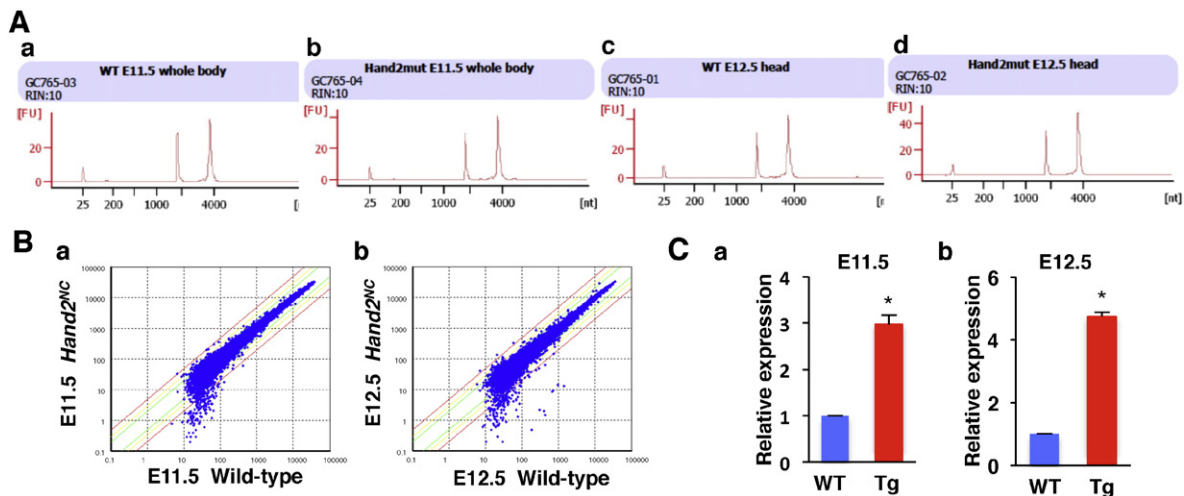 A
a
WT E11.5 whole body
GC765-03
RIN:10
[FU]
20
0
25 200 1000 4000
b
Hand2mut E11.5 whole body
GC765-04
RIN:10
[FU]
20
0
25 200 1000 4000 [nt]
c
WT E12.5 head
GC765-01
RIN:10
[FU]
20
0
25 200 1000 4000
d
Hand2mut E12.5 head
GC765-02
RIN:10
[FU]
40
20
0
25 200 1000 4000 [nt]
B
a
E11.5 Hand2NC
100000
10000
1000
100
10
1
0.1
0.1 1 10 100 1000 10000 100000
E11.5 Wild-type
b
E12.5 Hand2NC
100000
10000
1000
100
10
1
0.1
0.1 1 10 100 1000 10000 100000
E12.5 Wild-type
C
a
E11.5
Relative expression
4
3
2
1
0
*
WT Tg
b
E12.5
Relative expression
6
4
2
0
*
WT Tg